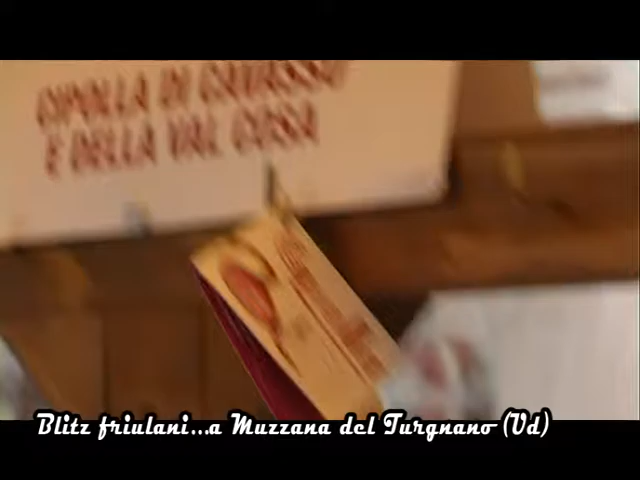 CIPOLLA DI CAVASSO
E DELLA VAL COSA
Blitz friulani...a Muzzana del Turgnano (Ud)